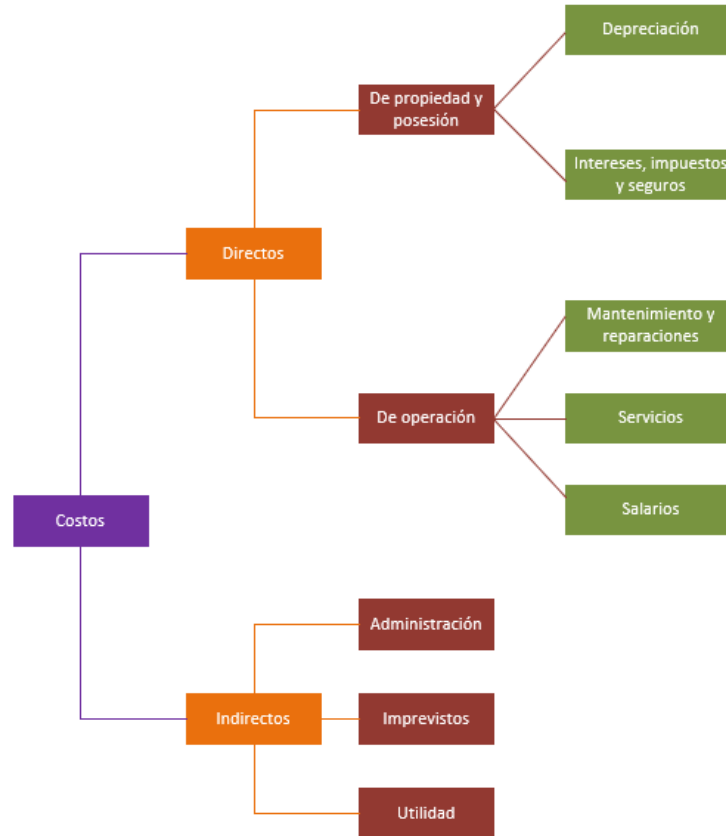 Depreciación
De propiedad y
posesión
Intereses, impuestos
y seguros
Directos
Mantenimiento y
reparaciones
De operación
Servicios
Salarios
Costos
Administración
Indirectos
Imprevistos
Utilidad